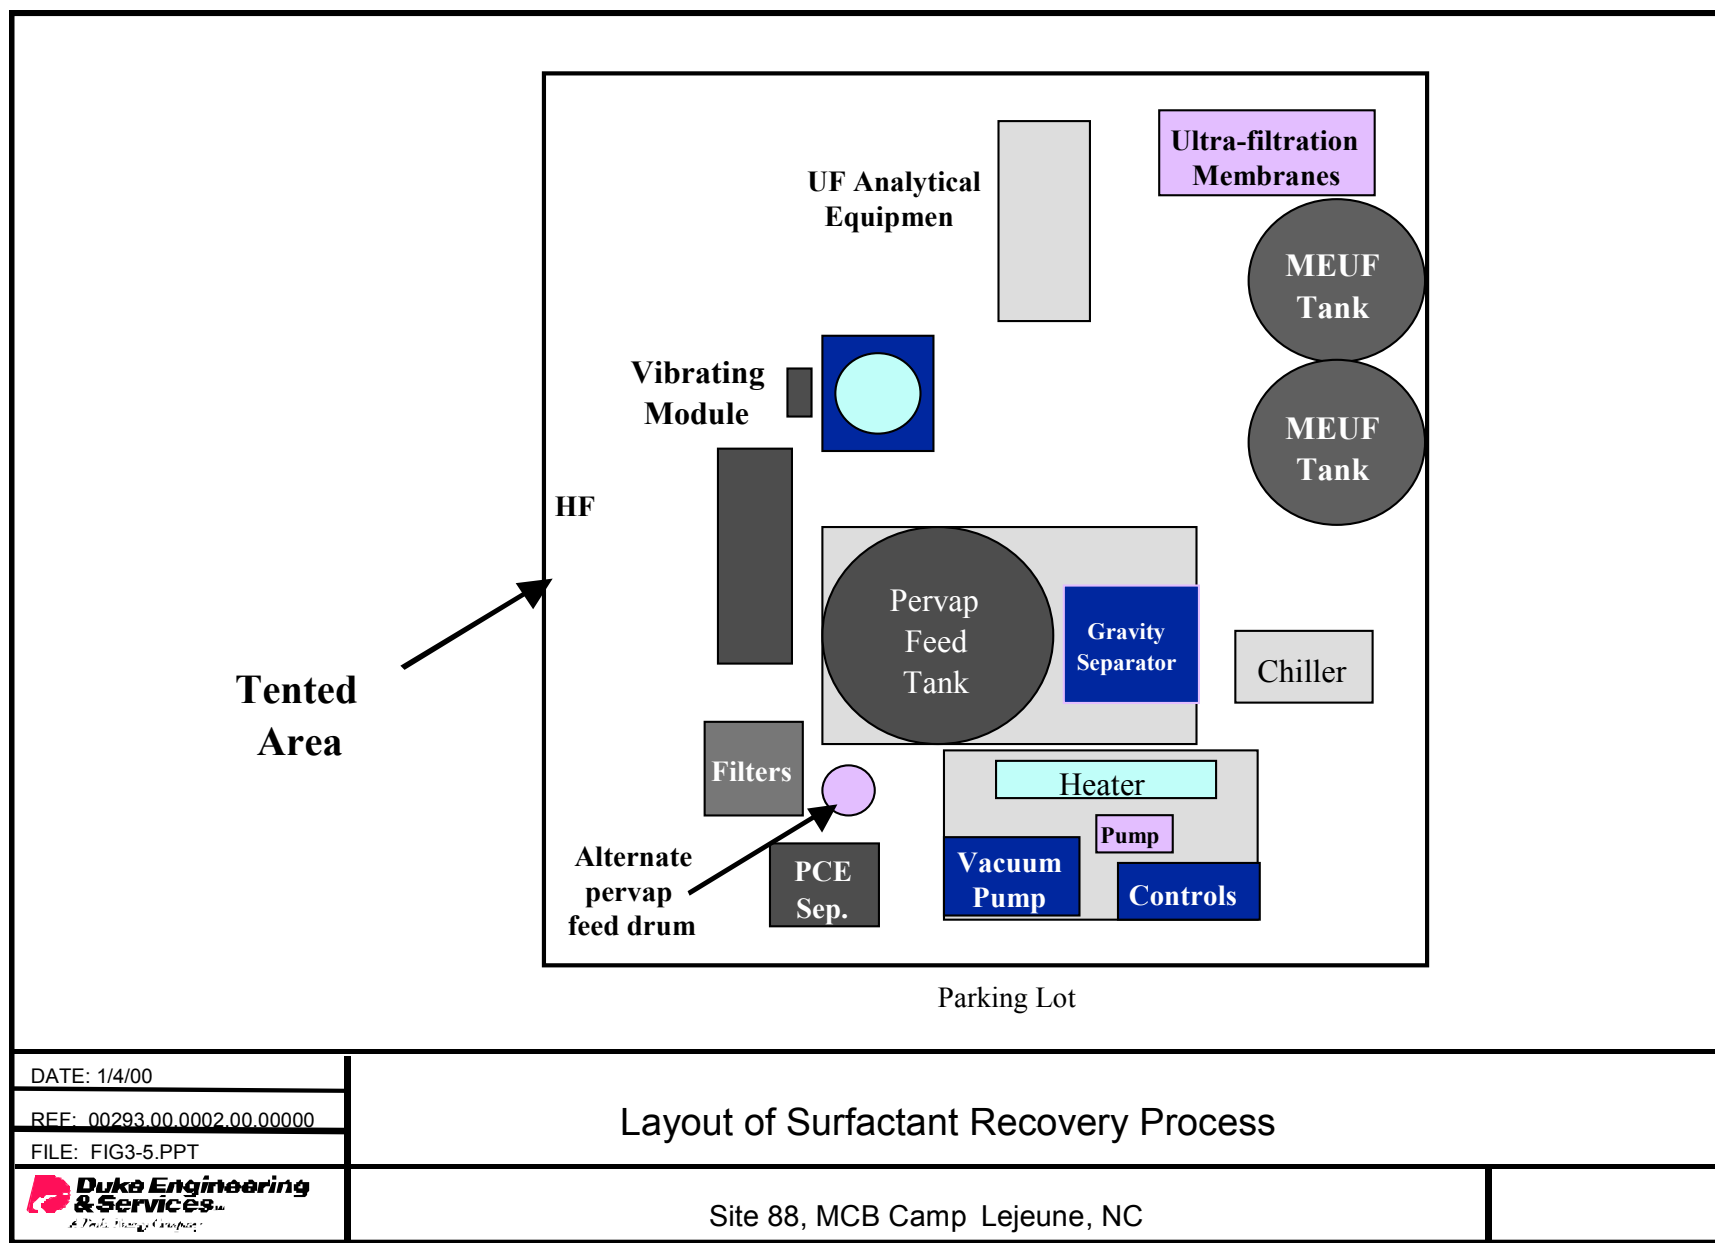 Ultra-filtration
Membranes
UF Analytical
Equipmen
MEUF
Tank
Vibrating
Module
MEUF
Tank
HF
Pervap
Feed
Tank
Gravity
Separator
Chiller
Tented
Area
Filters
Heater
Pump
Alternate
pervap
feed drum
PCE
Sep.
Vacuum
Pump
Controls
Parking Lot
DATE: 1/4/00
REF: 00293.00.0002.00.00000
FILE: FIG3-5.PPT
Layout of Surfactant Recovery Process
Duke Engineering
& Services
A Duke Energy Company
Site 88, MCB Camp Lejeune, NC